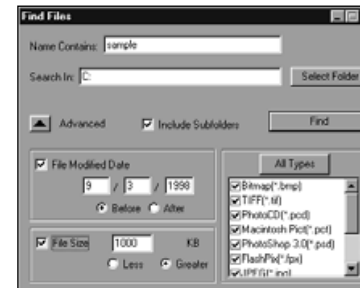 Find Files
Name Contains: sample
Search In: C:
Select Folder
Advanced
Include Subfolders
Find
File Modified Date
9 / 3 / 1998
Before After
File Size 1000 KB
Less Greater
All Types
Bitmap(*.bmp)
TIFF(*.tif)
PhotoCD(*.pcd)
Macintosh Pict(*.pct)
PhotoShop 3.0(*.psd)
FlashPix(*.fpx)
JPEG(*.jpg)